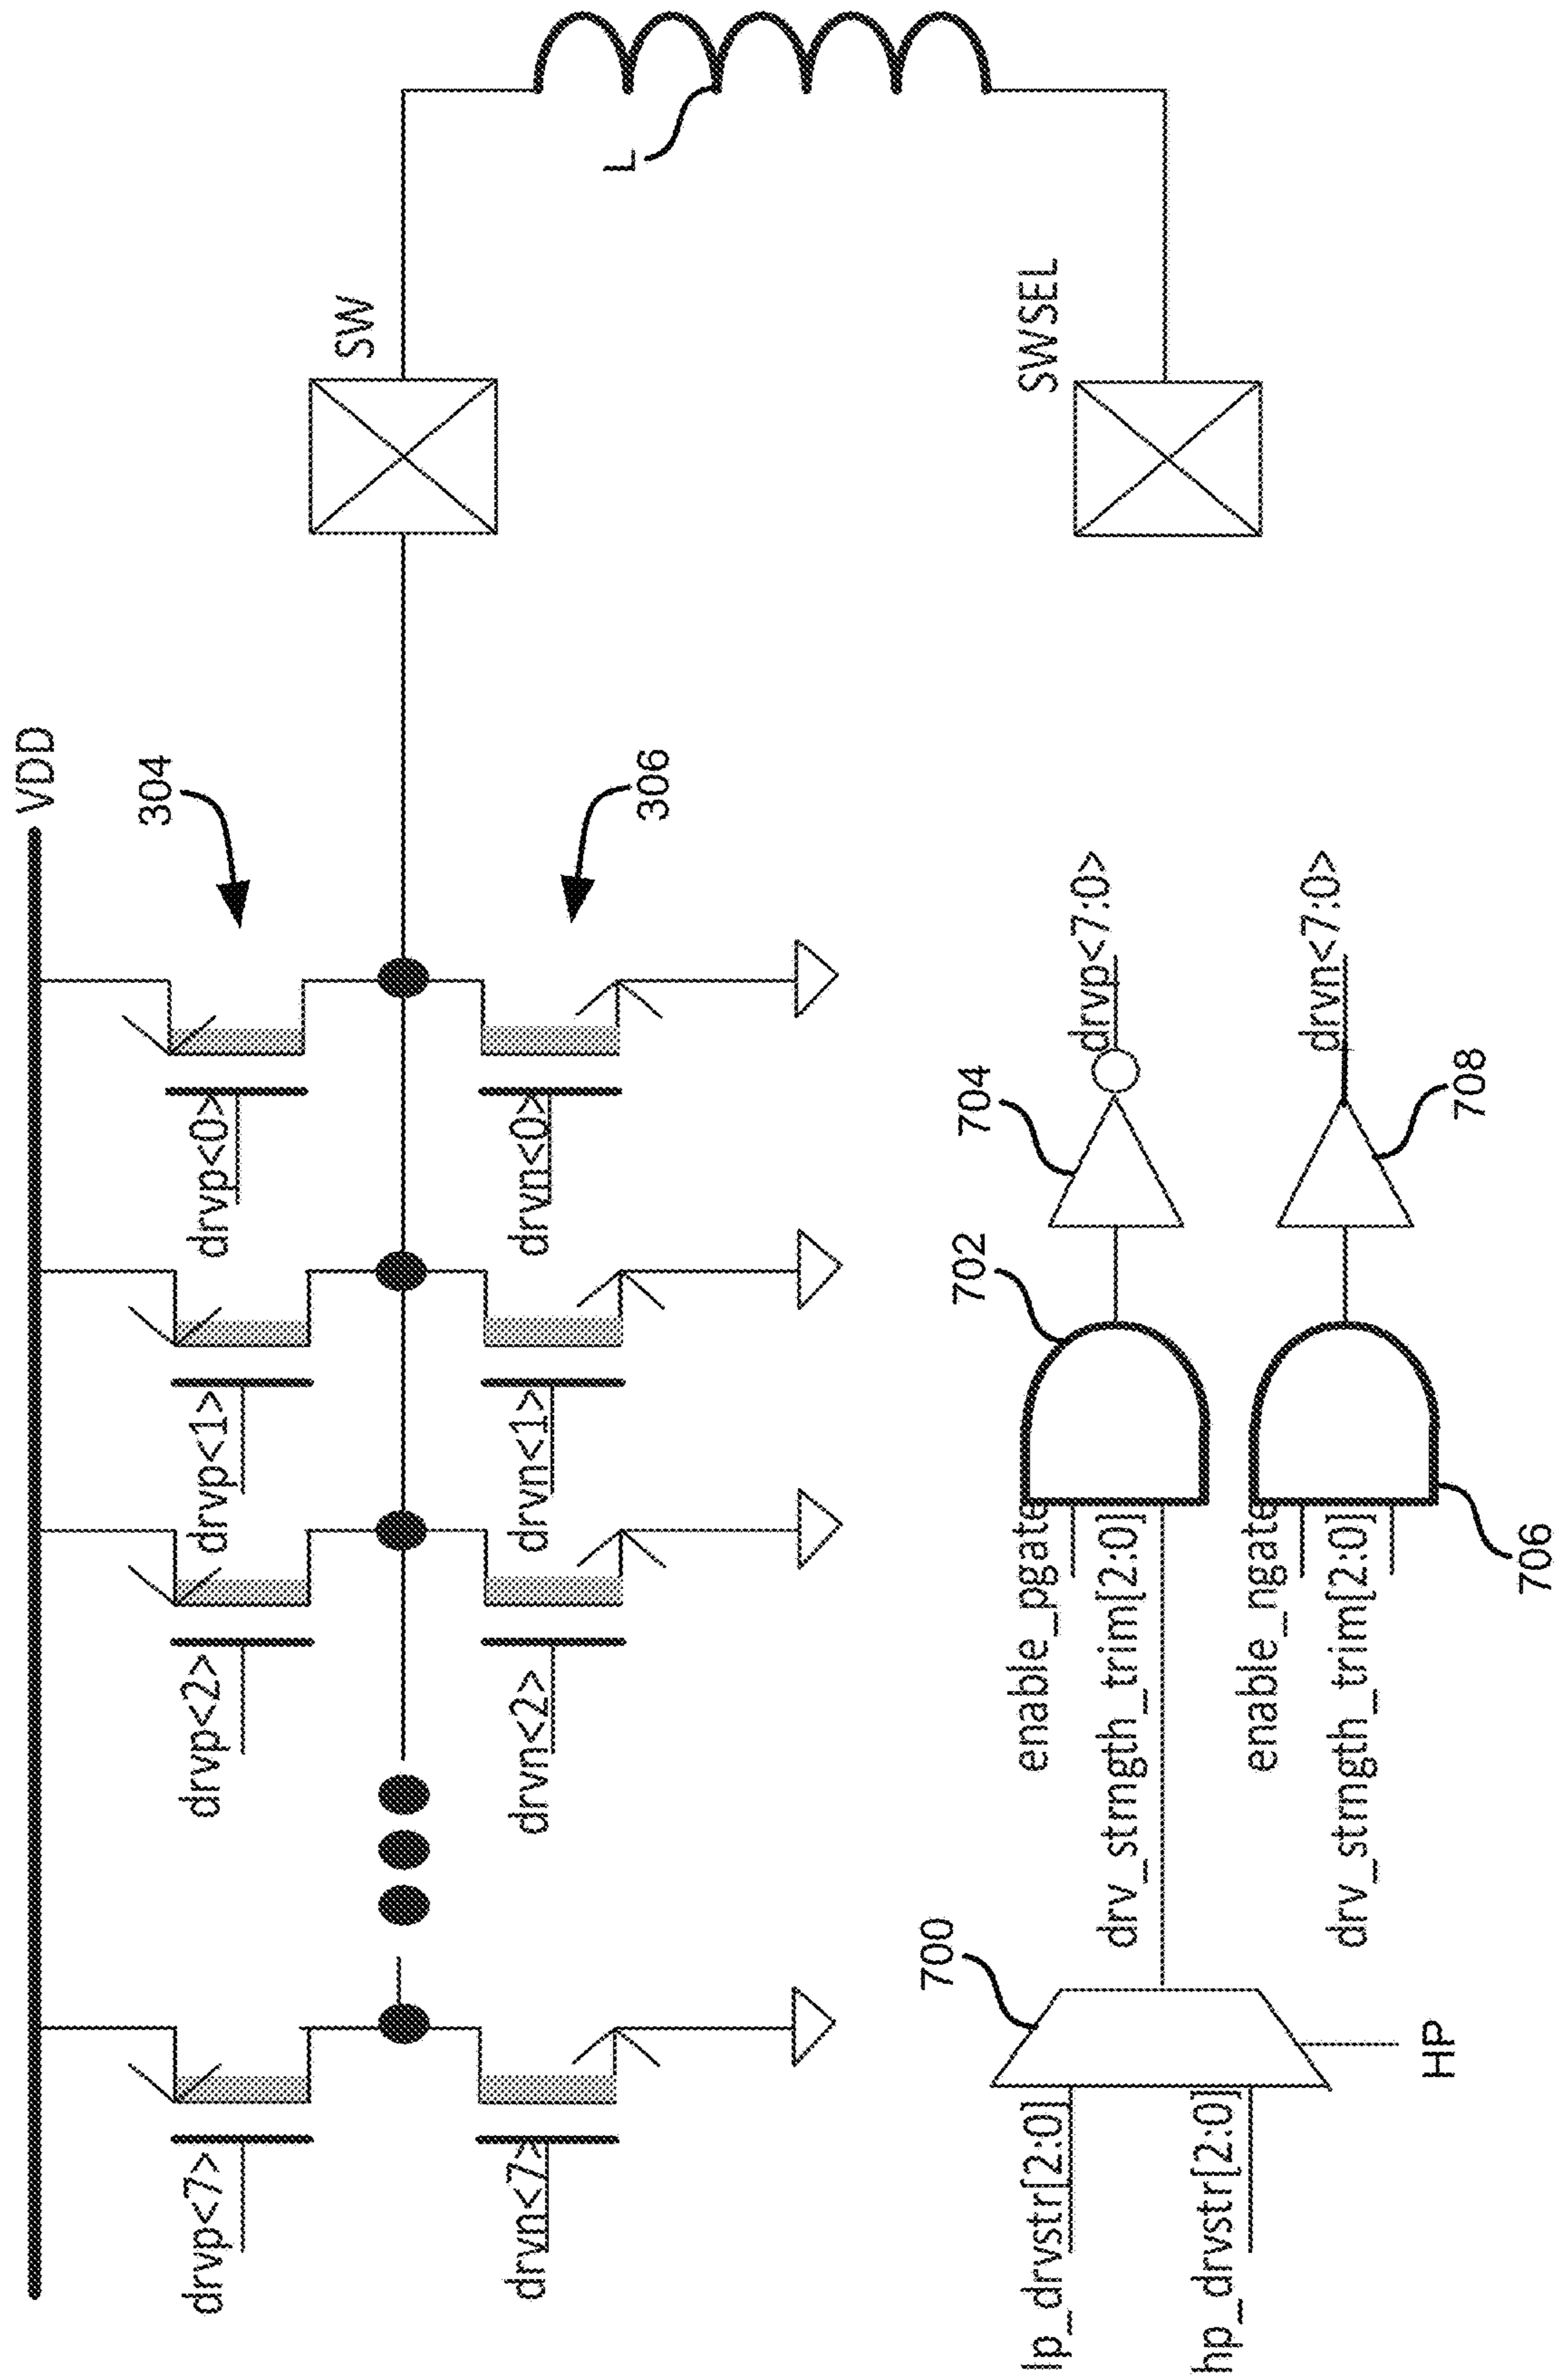 VDD
304
SW
L
306
SWSEL
drvp<7>
drvp<2>
drvp<1>
drvp<0>
drvn<7>
drvn<2>
drvn<1>
drvn<0>
700
702
704
lp_drvstr[2:0]
hp_drvstr[2:0]
HP
enable_pgate
drv_strngth_trim[2:0]
drvp<7:0>
enable_ngate
drv_strngth_trim[2:0]
drvn<7:0>
706
708